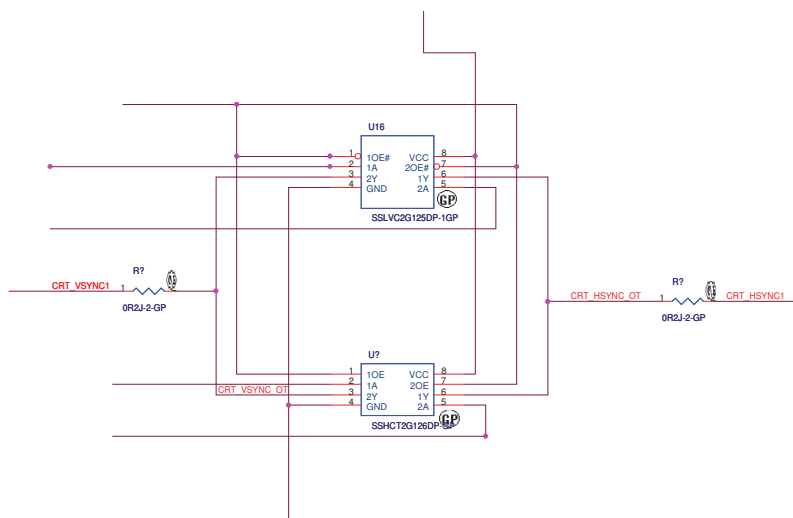 U16
1 1OE# VCC 8
2 1A 2OE# 7
3 2Y 1Y 6
4 GND 2A 5
GP
SSLVC2G125DP-1GP
R?
CRT_VSYNC1 1
0R2J-2-GP
R?
CRT_HSYNC_OT 1 CRT_HSYNC1
0R2J-2-GP
U?
1 1OE VCC 8
2 1A 2OE 7
CRT_VSYNC_OT 3 2Y 1Y 6
4 GND 2A 5
GP
SSHCT2G126DP-GP